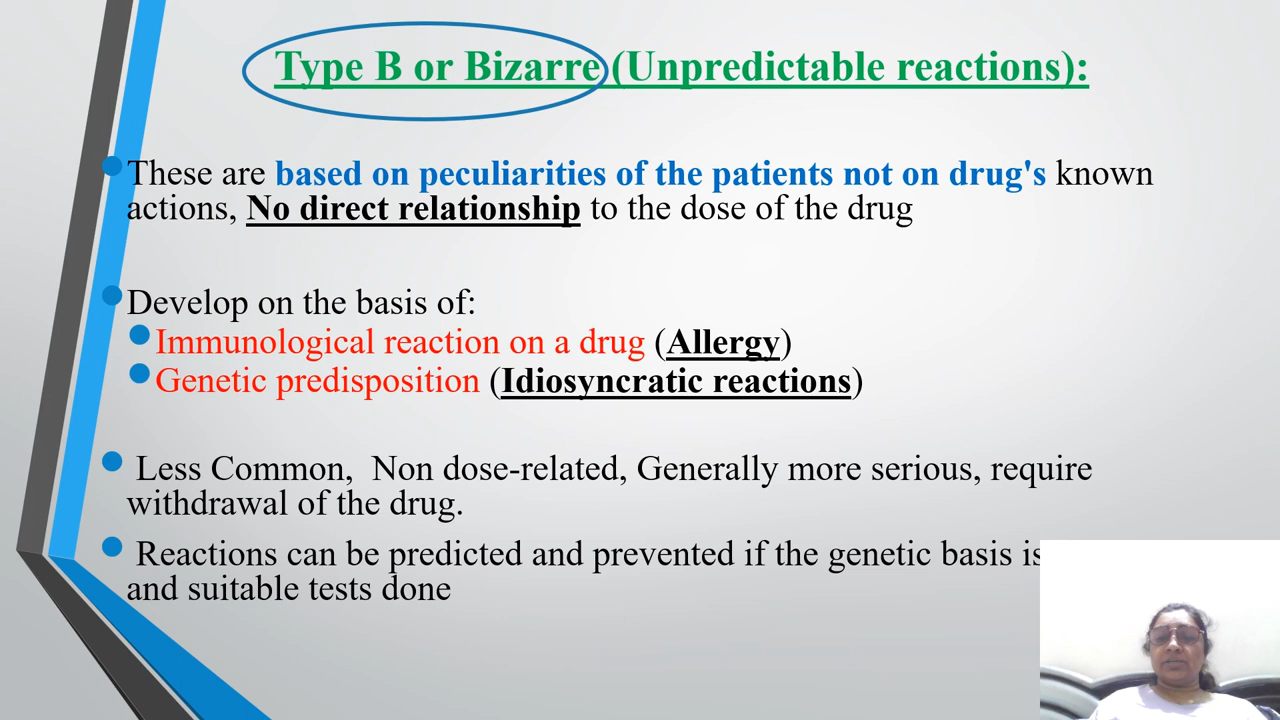 Type B or Bizarre (Unpredictable reactions):
These are based on peculiarities of the patients not on drug's known
actions, No direct relationship to the dose of the drug
Develop on the basis of:
Immunological reaction on a drug (Allergy)
Genetic predisposition (Idiosyncratic reactions)
Less Common, Non dose-related, Generally more serious, require
withdrawal of the drug.
Reactions can be predicted and prevented if the genetic basis is
and suitable tests done